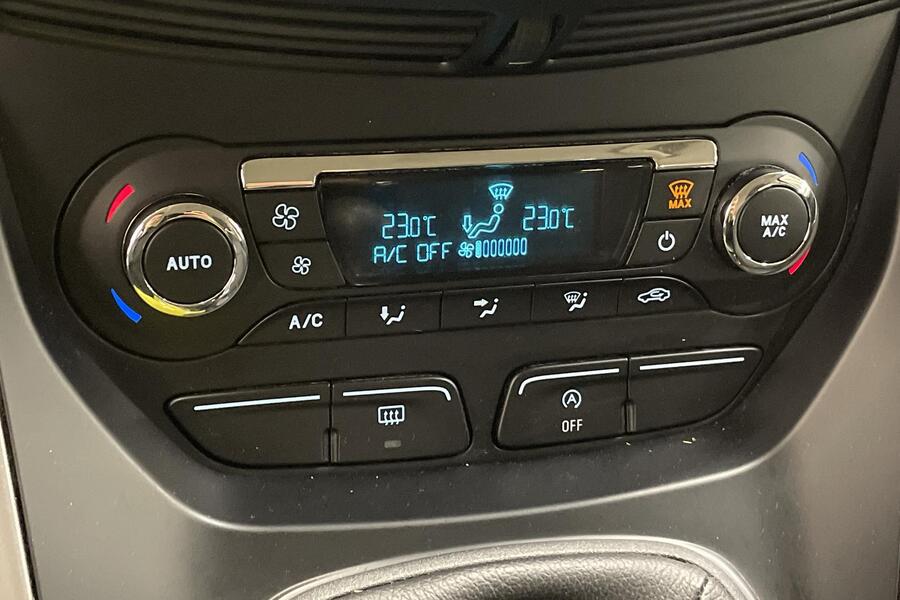 MAX
23.0°C
23.0°C
A/C OFF
AUTO
MAX
A/C
A/C
A
OFF